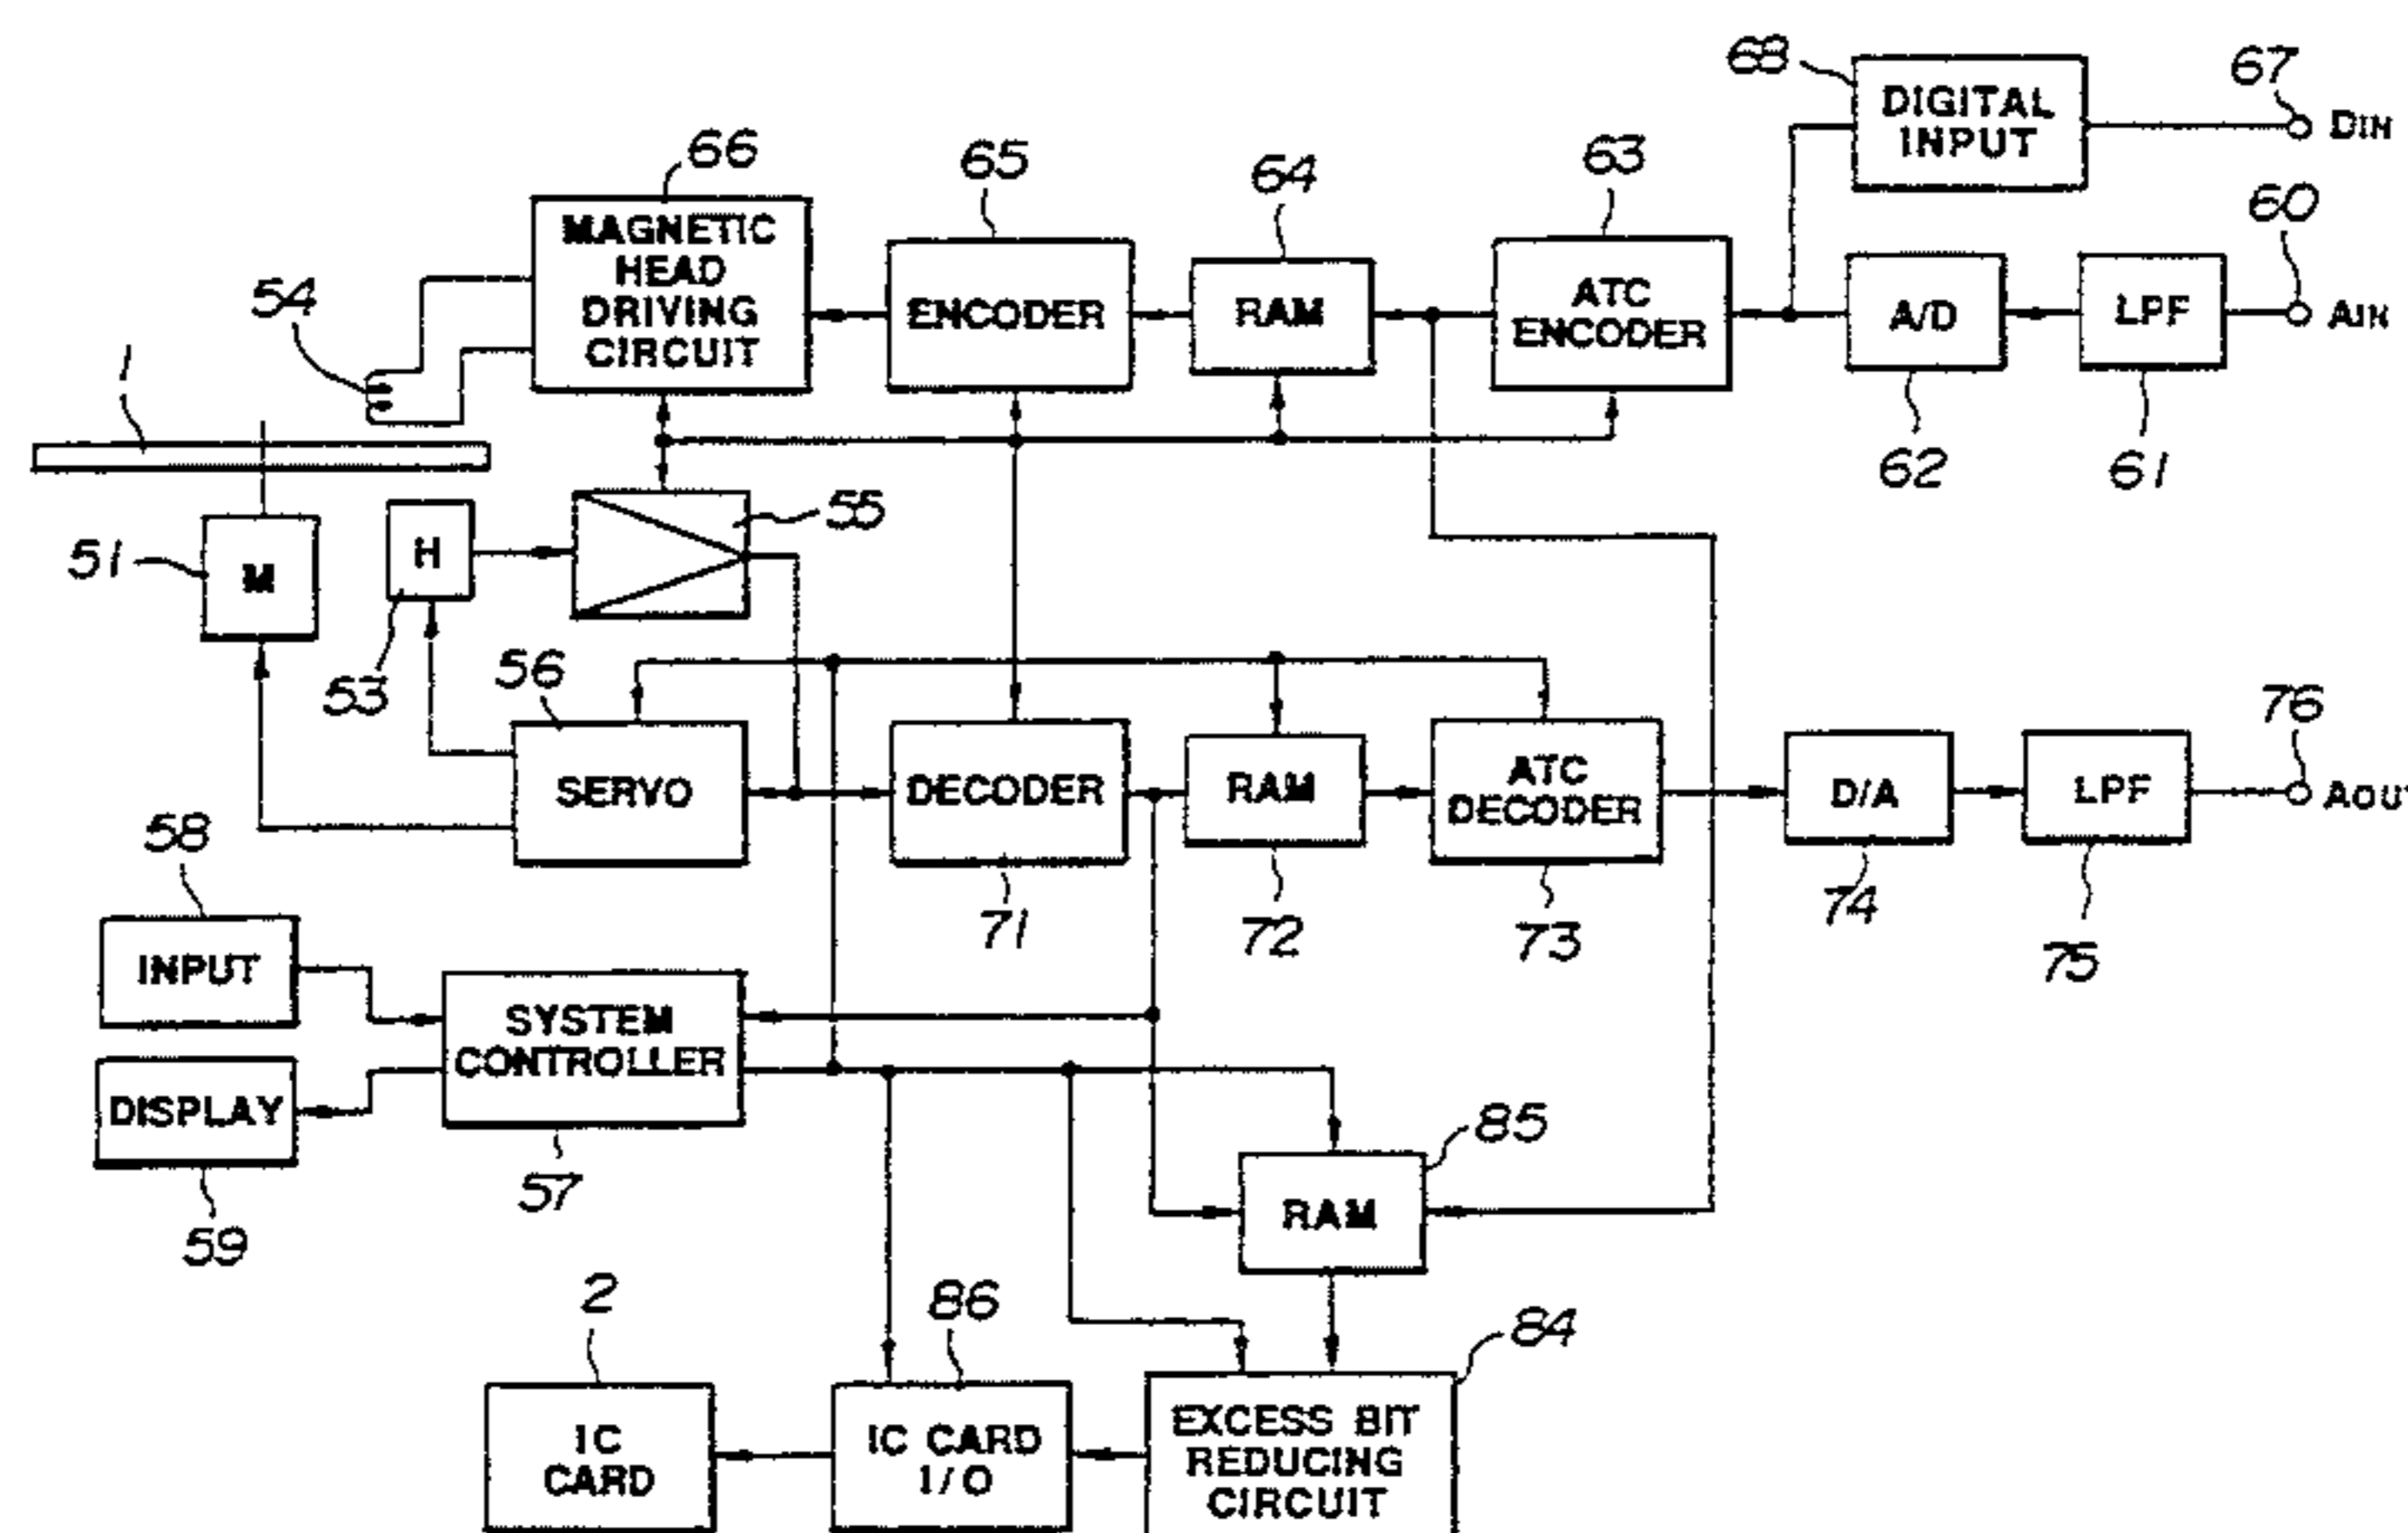 68
DIGITAL
INPUT
67
DIN
66
MAGNETIC
HEAD
DRIVING
CIRCUIT
65
ENCODER
64
RAM
63
ATC
ENCODER
60
AIN
A/D
62
LPF
61
54
1
51
M
H
53
55
56
SERVO
DECODER
71
RAM
72
ATC
DECODER
73
D/A
74
LPF
75
76
AOUT
58
INPUT
SYSTEM
CONTROLLER
57
DISPLAY
59
85
RAM
2
IC
CARD
86
IC CARD
I/O
84
EXCESS BIT
REDUCING
CIRCUIT